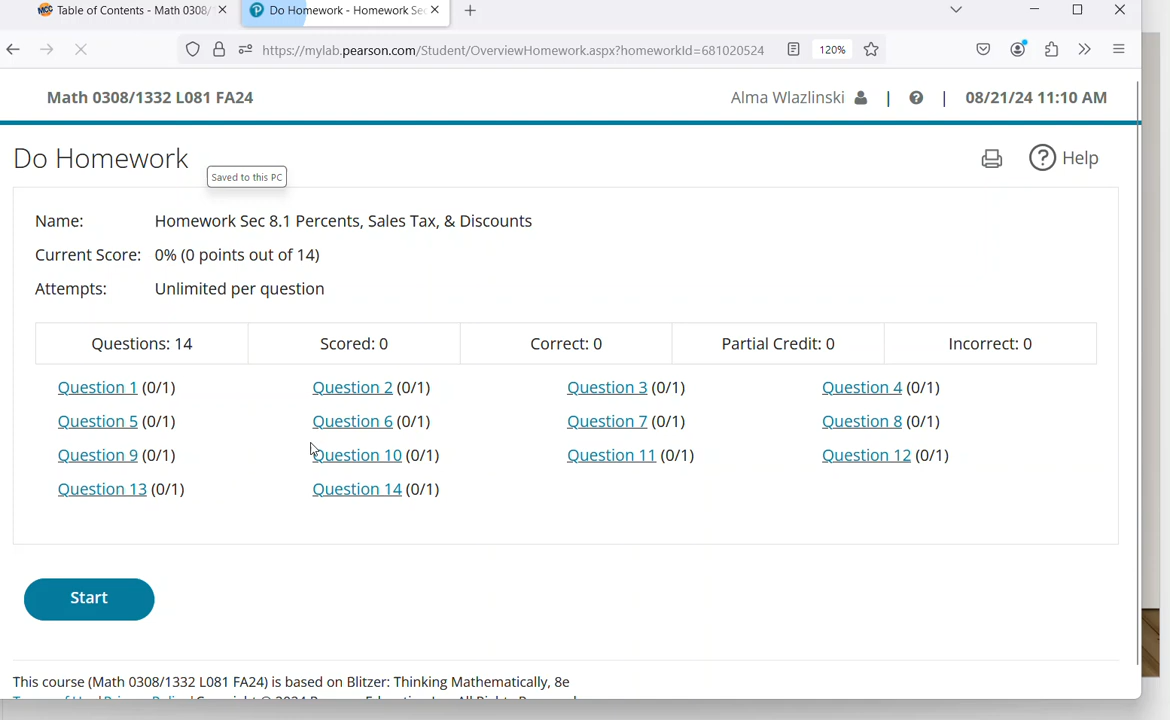 Table of Contents - Math 0308/
Do Homework - Homework Sec
https://mylab.pearson.com/Student/OverviewHomework.aspx?homeworkId=681020524
120%
Math 0308/1332 L081 FA24
Alma Wlazlinski | ? | 08/21/24 11:10 AM
Do Homework
Saved to this PC
? Help
Name: Homework Sec 8.1 Percents, Sales Tax, & Discounts
Current Score: 0% (0 points out of 14)
Attempts: Unlimited per question
Questions: 14 Scored: 0 Correct: 0 Partial Credit: 0 Incorrect: 0
Question 1 (0/1) Question 2 (0/1) Question 3 (0/1) Question 4 (0/1)
Question 5 (0/1) Question 6 (0/1) Question 7 (0/1) Question 8 (0/1)
Question 9 (0/1) Question 10 (0/1) Question 11 (0/1) Question 12 (0/1)
Question 13 (0/1) Question 14 (0/1)
Start
This course (Math 0308/1332 L081 FA24) is based on Blitzer: Thinking Mathematically, 8e